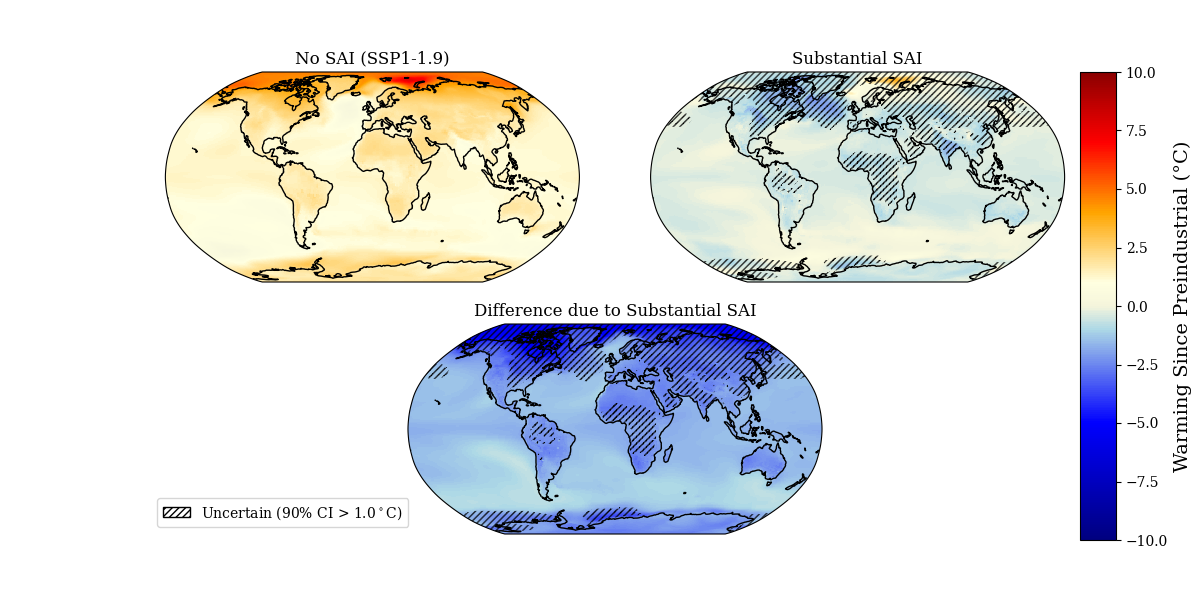 No SAI (SSP1-1.9)
Substantial SAI
Difference due to Substantial SAI
Uncertain (90% CI > 1.0°C)
10.0
7.5
5.0
2.5
0.0
−2.5
−5.0
−7.5
−10.0
Warming Since Preindustrial (°C)